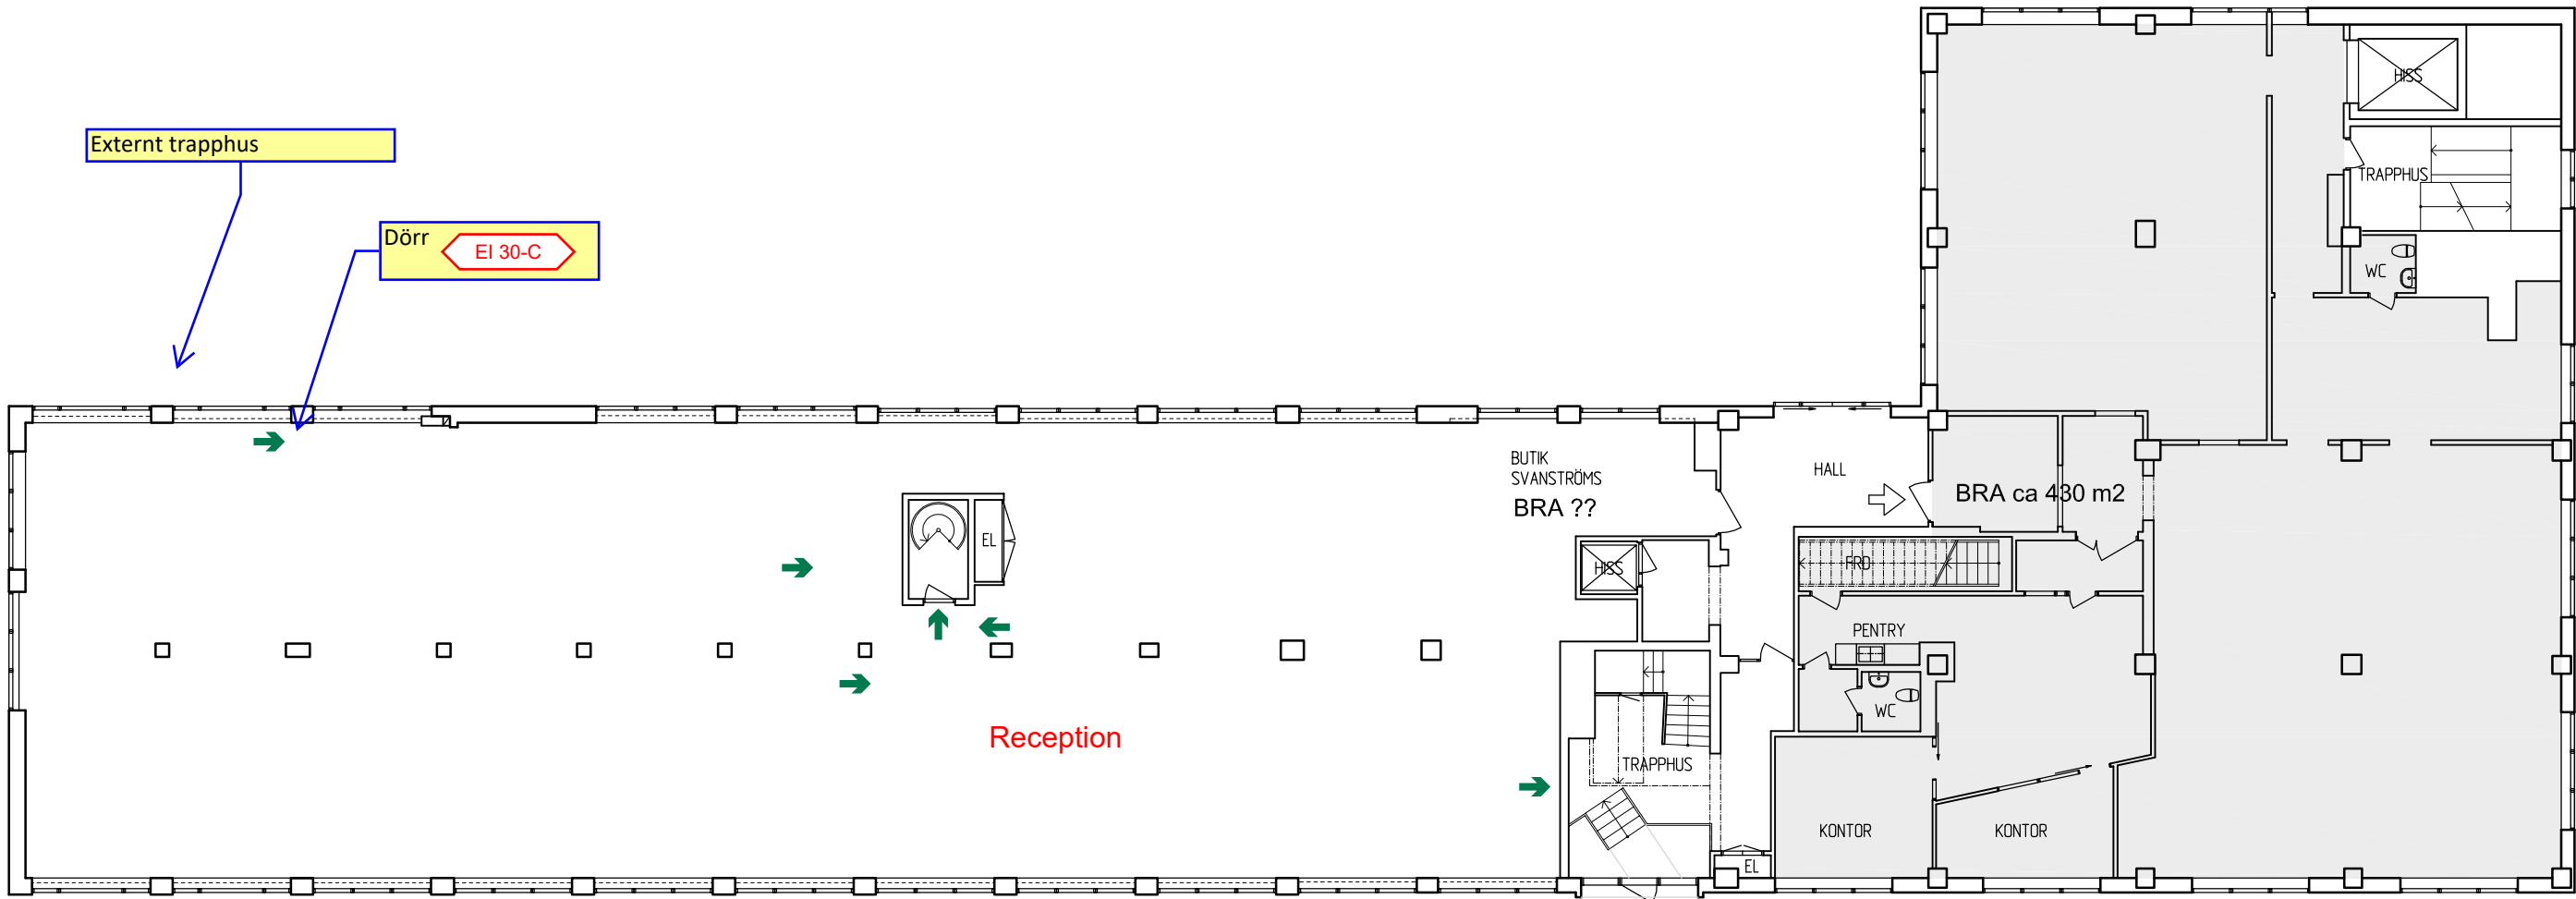 HISS
Externt trapphus
TRAPPHUS
Dörr
EI 30-C
WC
BUTIK
SVANSTRÖMS
BRA ??
HALL
BRA ca 430 m2
EL
HISS
FRD
PENTRY
WC
Reception
TRAPPHUS
KONTOR
KONTOR
EL